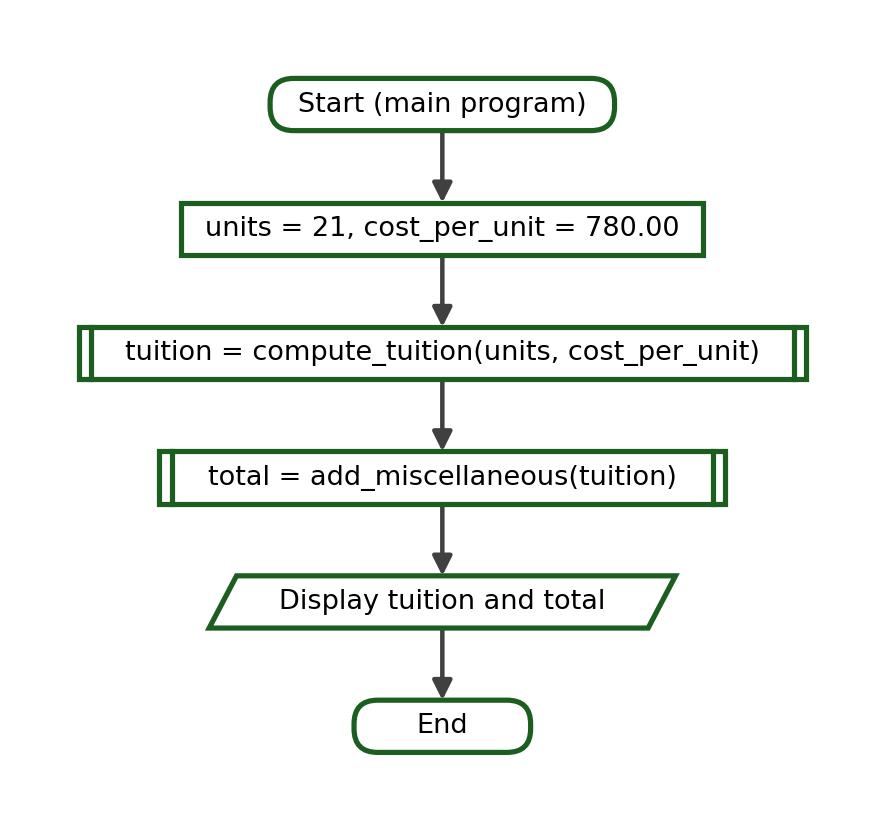 Start (main program)
units = 21, cost_per_unit = 780.00
tuition = compute_tuition(units, cost_per_unit)
total = add_miscellaneous(tuition)
Display tuition and total
End